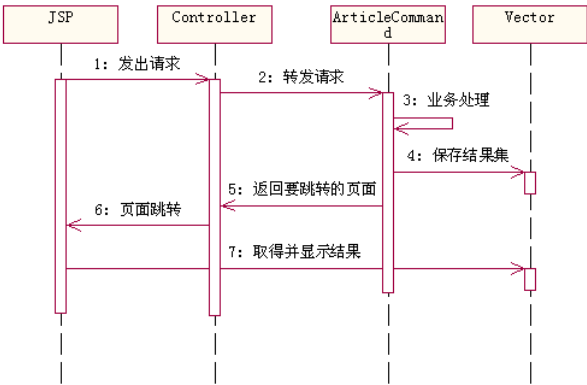 JSP
Controller
ArticleComman
d
Vector
1: 发出请求
2: 转发请求
3: 业务处理
4: 保存结果集
5: 返回要跳转的页面
6: 页面跳转
7: 取得并显示结果